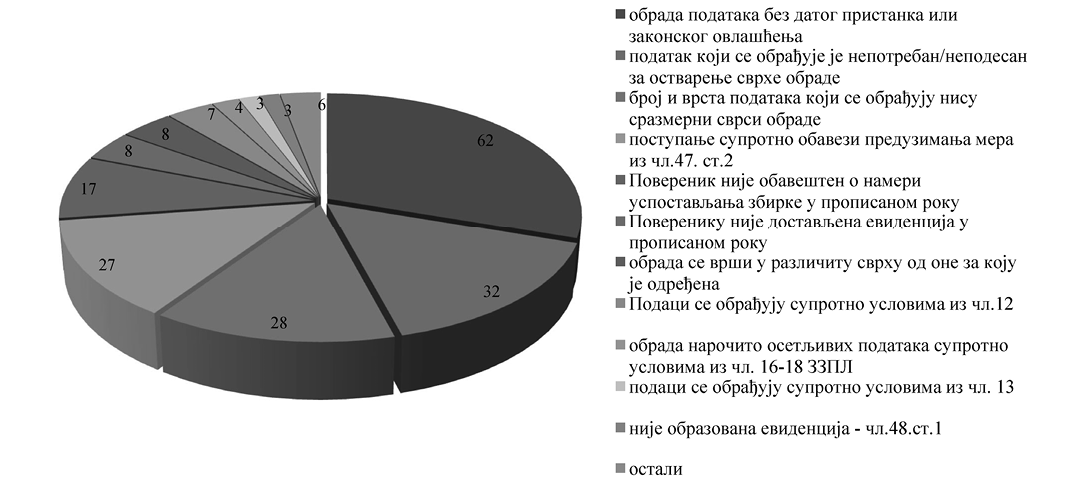 62
32
28
27
17
8
8
7
4
3
3
6
обрада података без датог пристанка или
законског овлашћења
податак који се обрађује је непотребан/неподесан
за остварење сврхе обраде
број и врста података који се обрађују нису
сразмерни сврси обраде
поступање супротно обавези предузимања мера
из чл.47. ст.2
Повереник није обавештен о намери
успостављања збирке у прописаном року
Поверенику није достављена евиденција у
прописаном року
обрада се врши у различиту сврху од оне за коју
је одређена
Подаци се обрађују супротно условима из чл.12
обрада нарочито осетљивих података супротно
условима из чл. 16-18 ЗЗПЛ
подаци се обрађују супротно условима из чл. 13
није образована евиденција - чл.48.ст.1
остали